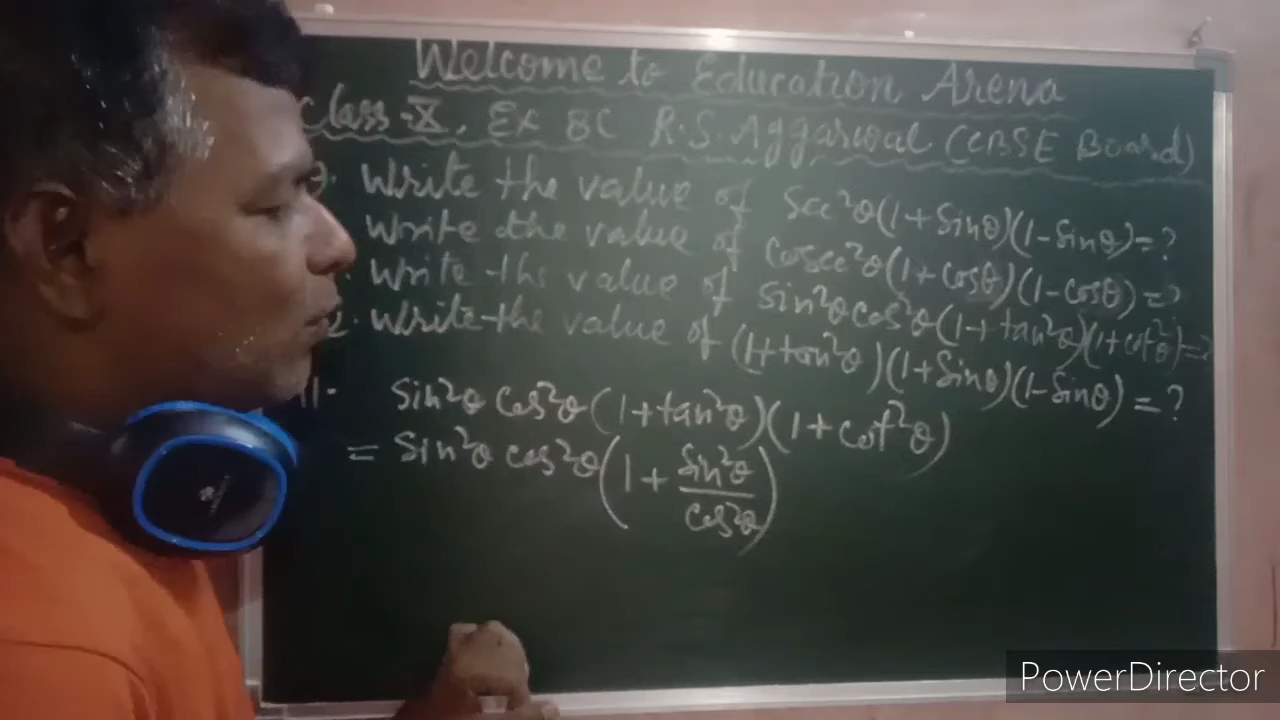 Welcome to Education Arena
Class-X, Ex 8C R.S. Aggarwal (CBSE Board)
Write the value of Sec²θ(1+Sinθ)(1-Sinθ)=?
Write the value of Cosec²θ(1+Cosθ)(1-Cosθ)=?
Write the value of Sin²θCos²θ(1+tan²θ)(1+cot²θ)=?
2. Write the value of (1+tan²θ)(1+Sinθ)(1-Sinθ)=?
11. Sin²θ Cos²θ(1+tan²θ)(1+cot²θ)
= Sin²θ Cos²θ(1+Sin²θ/Cos²θ)
PowerDirector